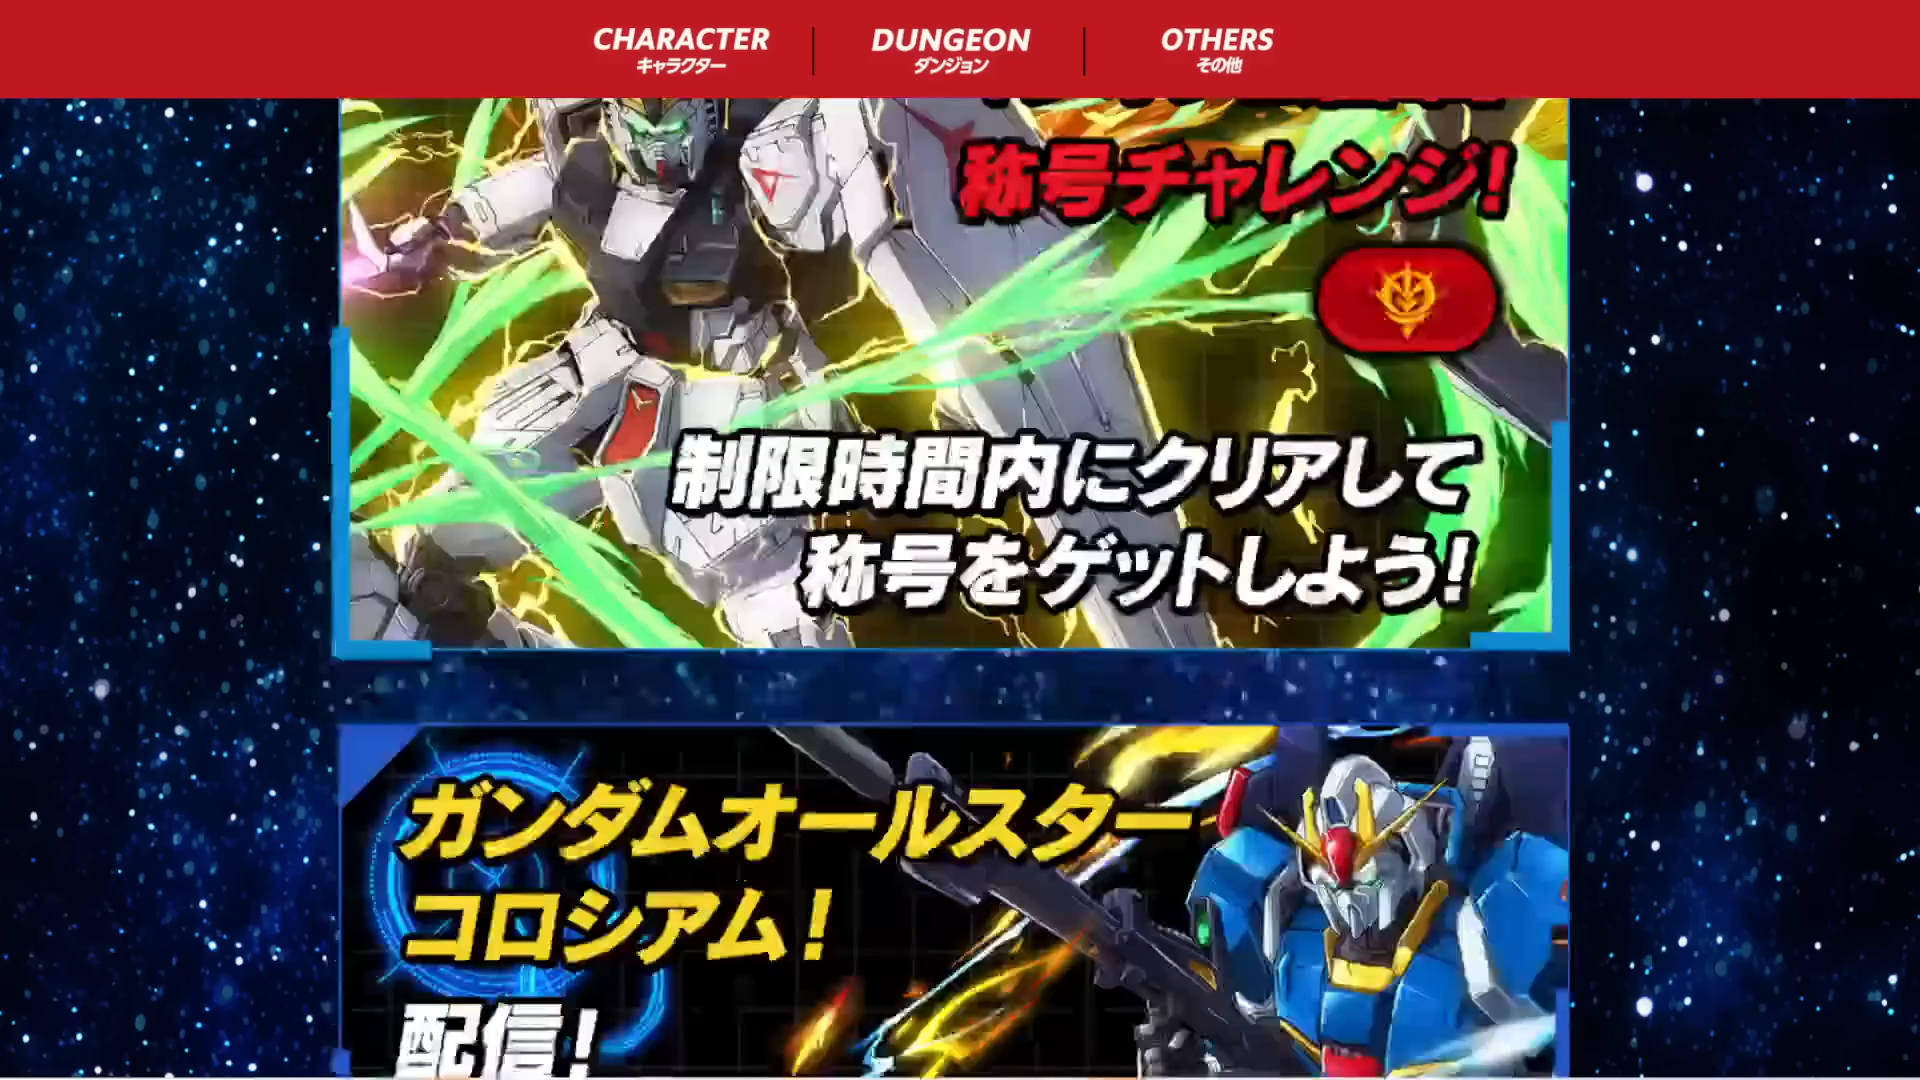 CHARACTER
キャラクター
DUNGEON
ダンジョン
OTHERS
その他
称号チャレンジ!
制限時間内にクリアして
称号をゲットしよう!
ガンダムオールスター
コロシアム!
配信!